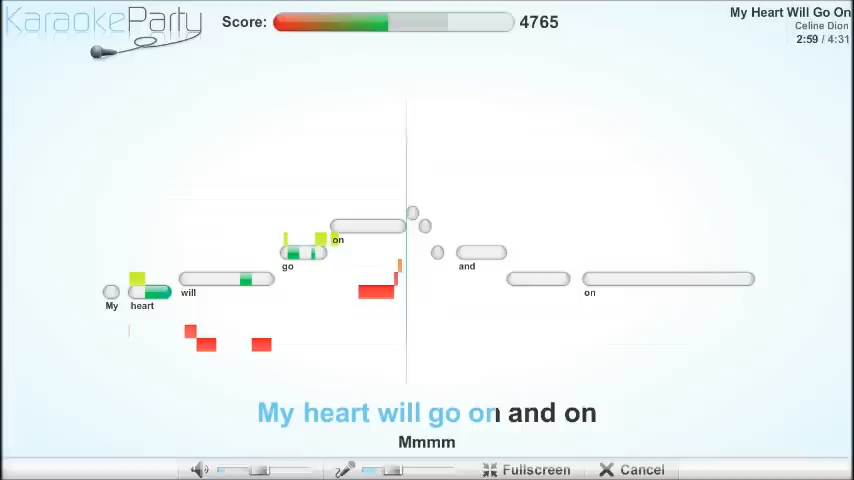 KaraokeParty
Score: 4765
My Heart Will Go On
Celine Dion
2:59 / 4:31
on
go
and
will
on
My heart
My heart will go on and on
Mmmm
Fullscreen
Cancel